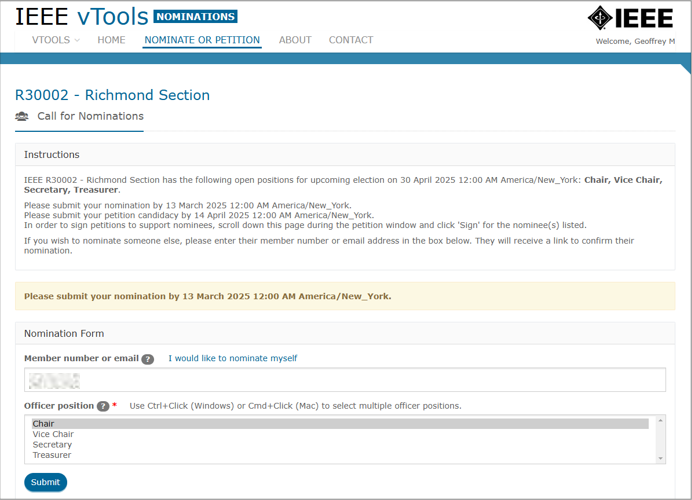 IEEE vTools NOMINATIONS
IEEE
VTOOLS HOME NOMINATE OR PETITION ABOUT CONTACT
Welcome, Geoffrey M
R30002 - Richmond Section
Call for Nominations
Instructions
IEEE R30002 - Richmond Section has the following open positions for upcoming election on 30 April 2025 12:00 AM America/New_York: Chair, Vice Chair,
Secretary, Treasurer.
Please submit your nomination by 13 March 2025 12:00 AM America/New_York.
Please submit your petition candidacy by 14 April 2025 12:00 AM America/New_York.
In order to sign petitions to support nominees, scroll down this page during the petition window and click 'Sign' for the nominee(s) listed.
If you wish to nominate someone else, please enter their member number or email address in the box below. They will receive a link to confirm their
nomination.
Please submit your nomination by 13 March 2025 12:00 AM America/New_York.
Nomination Form
Member number or email ? I would like to nominate myself
Officer position ? * Use Ctrl+Click (Windows) or Cmd+Click (Mac) to select multiple officer positions.
Chair
Vice Chair
Secretary
Treasurer
Submit